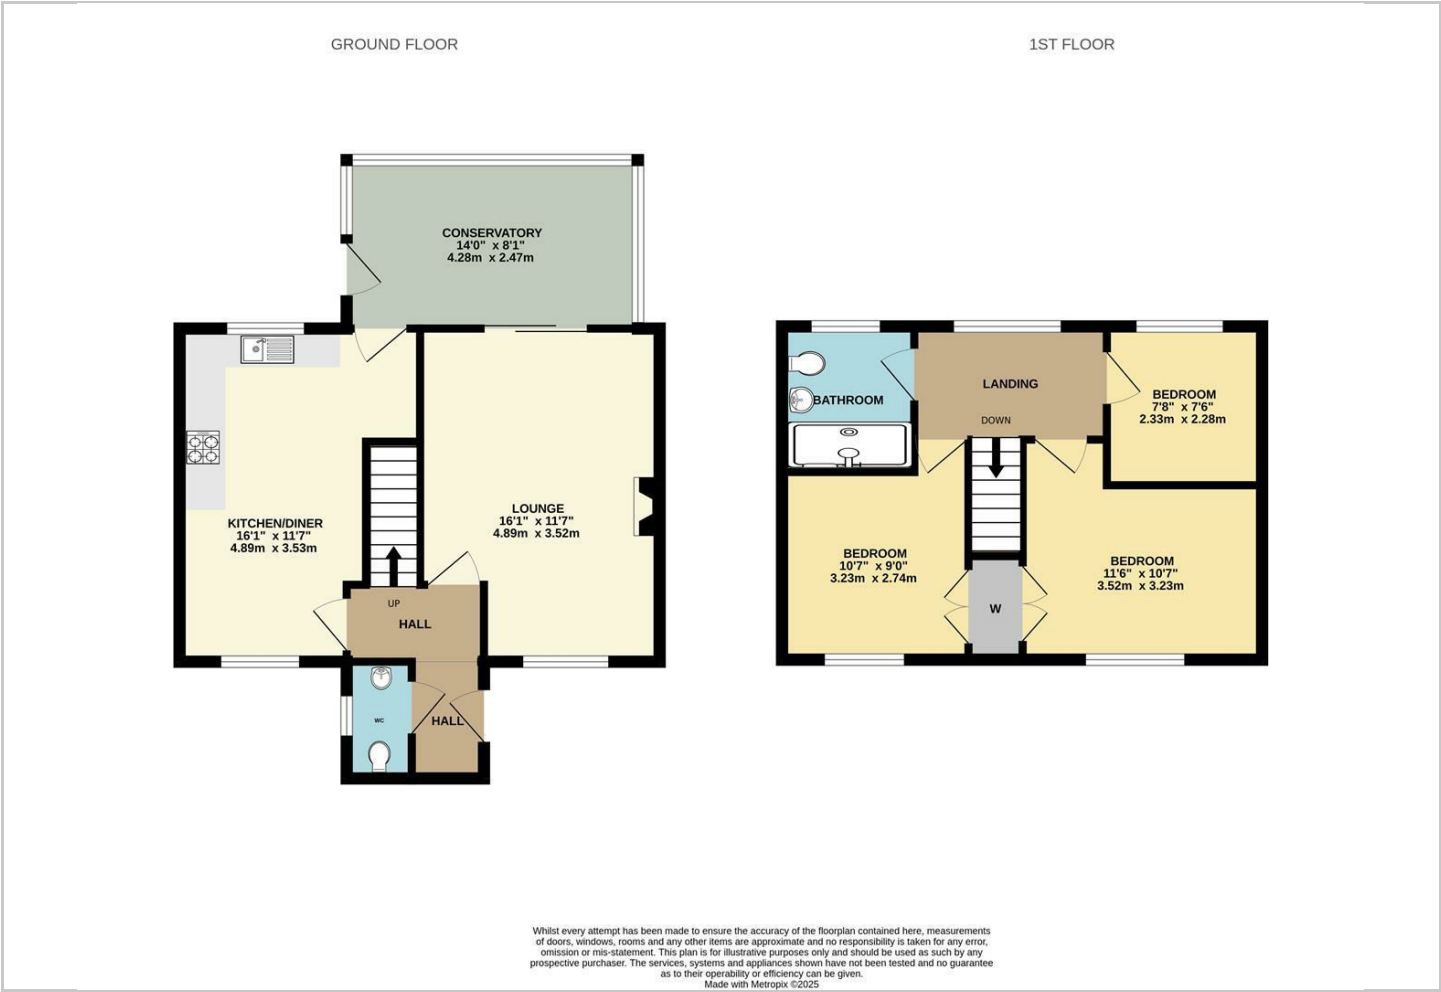 GROUND FLOOR
1ST FLOOR
CONSERVATORY
14'0" x 8'1"
4.28m x 2.47m
KITCHEN/DINER
16'1" x 11'7"
4.89m x 3.53m
LOUNGE
16'1" x 11'7"
4.89m x 3.52m
UP
HALL
WC
HALL
BATHROOM
LANDING
DOWN
BEDROOM
7'8" x 7'6"
2.33m x 2.28m
BEDROOM
10'7" x 9'0"
3.23m x 2.74m
W
BEDROOM
11'6" x 10'7"
3.52m x 3.23m
Whilst every attempt has been made to ensure the accuracy of the floorplan contained here, measurements
of doors, windows, rooms and any other items are approximate and no responsibility is taken for any error,
omission or mis-statement. This plan is for illustrative purposes only and should be used as such by any
prospective purchaser. The services, systems and appliances shown have not been tested and no guarantee
as to their operability or efficiency can be given.
Made with Metropix ©2025